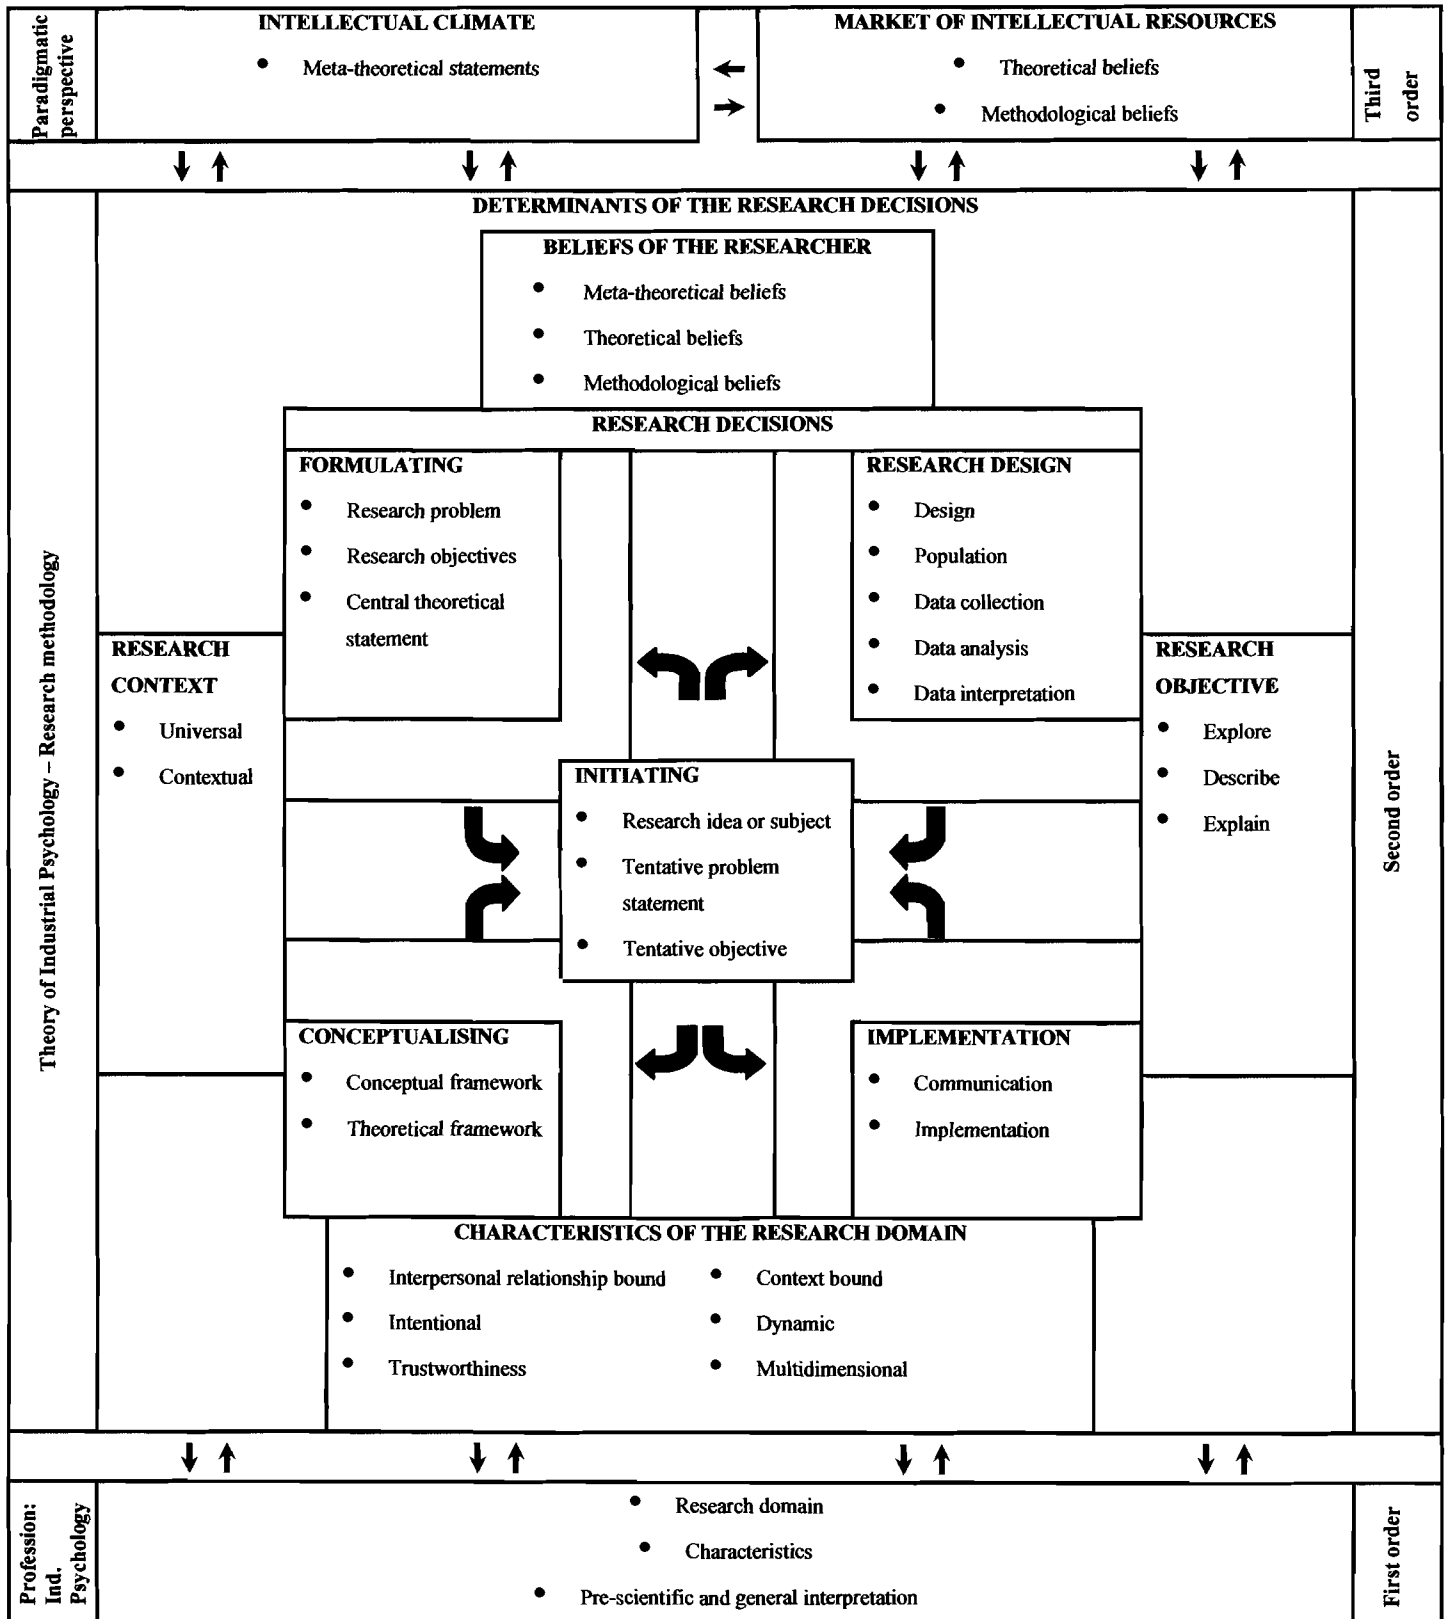 Paradigmatic
perspective
INTELLECTUAL CLIMATE
Meta-theoretical statements
MARKET OF INTELLECTUAL RESOURCES
Theoretical beliefs
Methodological beliefs
Third
order
Theory of Industrial Psychology – Research methodology
DETERMINANTS OF THE RESEARCH DECISIONS
BELIEFS OF THE RESEARCHER
Meta-theoretical beliefs
Theoretical beliefs
Methodological beliefs
RESEARCH DECISIONS
FORMULATING
Research problem
Research objectives
Central theoretical
statement
RESEARCH DESIGN
Design
Population
Data collection
Data analysis
Data interpretation
RESEARCH
CONTEXT
Universal
Contextual
INITIATING
Research idea or subject
Tentative problem
statement
Tentative objective
RESEARCH
OBJECTIVE
Explore
Describe
Explain
Second order
CONCEPTUALISING
Conceptual framework
Theoretical framework
IMPLEMENTATION
Communication
Implementation
CHARACTERISTICS OF THE RESEARCH DOMAIN
Interpersonal relationship bound
Intentional
Trustworthiness
Context bound
Dynamic
Multidimensional
Profession:
Ind.
Psychology
Research domain
Characteristics
Pre-scientific and general interpretation
First order